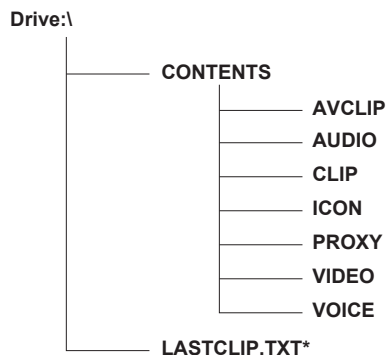 Drive:\
CONTENTS
AVCLIP
AUDIO
CLIP
ICON
PROXY
VIDEO
VOICE
LASTCLIP.TXT*